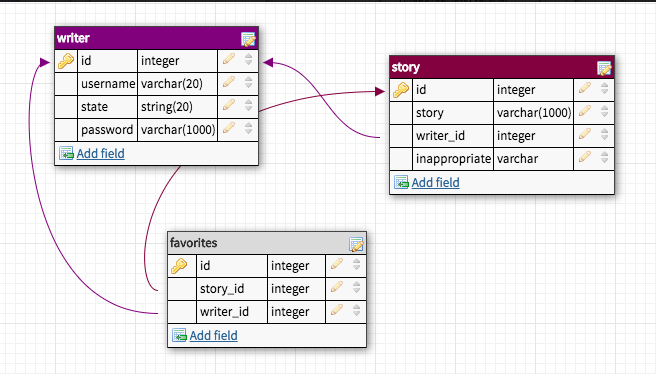 writer
id integer
username varchar(20)
state string(20)
password varchar(1000)
Add field
story
id integer
story varchar(1000)
writer_id integer
inappropriate varchar
Add field
favorites
id integer
story_id integer
writer_id integer
Add field